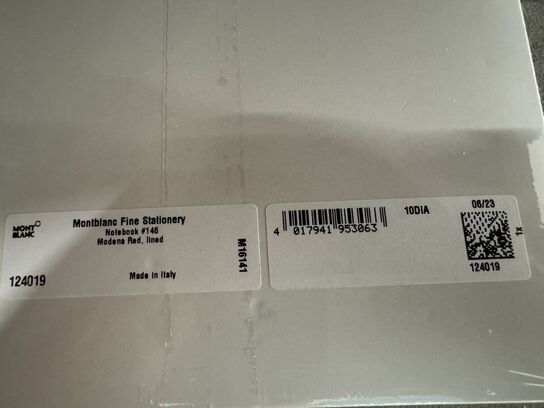 MONT
BLANC
Montblanc Fine Stationery
Notebook #146
Modena Red, lined
M16141
124019
Made in Italy
4 017941 953063
10DIA
06/23
X1
124019